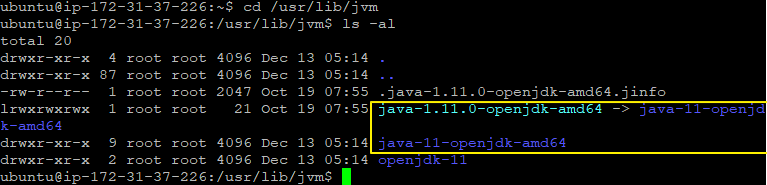 ubuntu@ip-172-31-37-226:~$ cd /usr/lib/jvm
ubuntu@ip-172-31-37-226:/usr/lib/jvm$ ls -al
total 20
drwxr-xr-x  4 root root 4096 Dec 13 05:14 .
drwxr-xr-x 87 root root 4096 Dec 13 05:14 ..
-rw-r--r--  1 root root 2047 Oct 19 07:55 .java-1.11.0-openjdk-amd64.jinfo
lrwxrwxrwx  1 root root   21 Oct 19 07:55 java-1.11.0-openjdk-amd64 -> java-11-openjd
k-amd64
drwxr-xr-x  9 root root 4096 Dec 13 05:14 java-11-openjdk-amd64
drwxr-xr-x  2 root root 4096 Dec 13 05:14 openjdk-11
ubuntu@ip-172-31-37-226:/usr/lib/jvm$